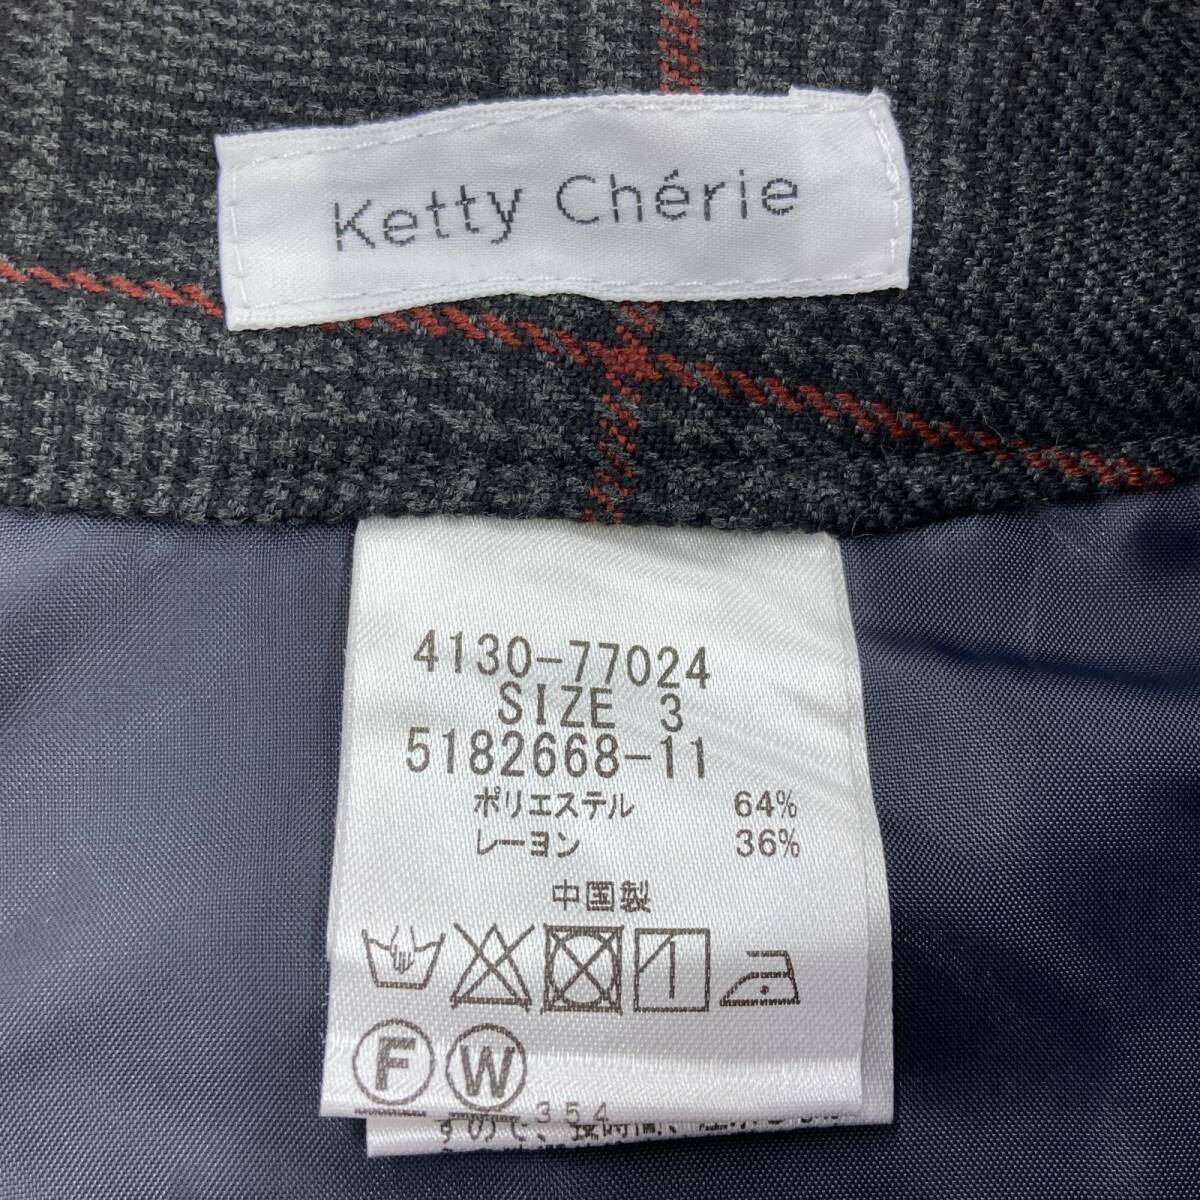 Ketty Chérie
4130-77024
SIZE 3
5182668-11
ポリエステル 64%
レーヨン 36%
中国製
F W
354